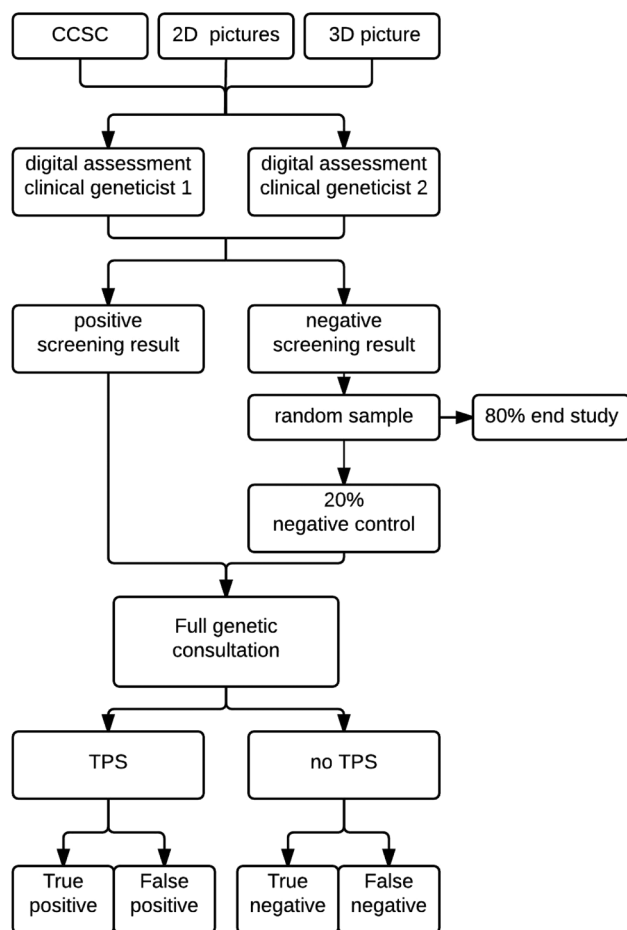 CCSC
2D pictures
3D picture
digital assessment
clinical geneticist 1
digital assessment
clinical geneticist 2
positive
screening result
negative
screening result
random sample
80% end study
20%
negative control
Full genetic
consultation
TPS
no TPS
True
positive
False
positive
True
negative
False
negative